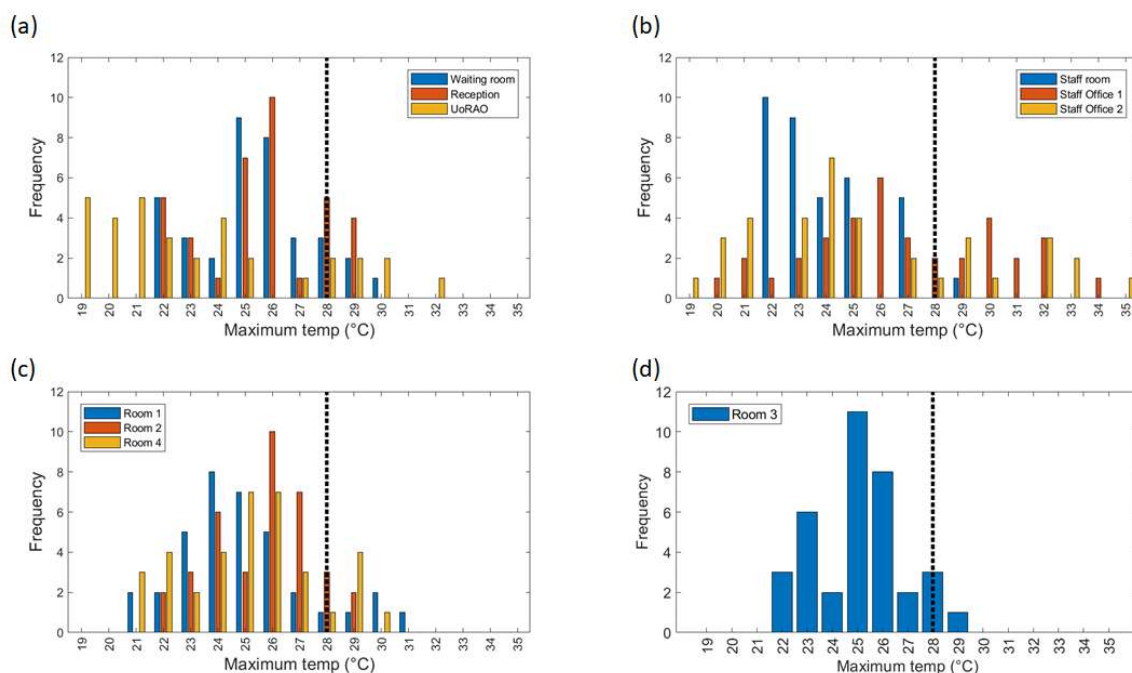 (a)
12
10
8
6
4
2
0
Frequency
Waiting room
Reception
UoRAO
19 20 21 22 23 24 25 26 27 28 29 30 31 32 33 34 35
Maximum temp (°C)
(b)
12
10
8
6
4
2
0
Frequency
Staff room
Staff Office 1
Staff Office 2
19 20 21 22 23 24 25 26 27 28 29 30 31 32 33 34 35
Maximum temp (°C)
(c)
12
10
8
6
4
2
0
Frequency
Room 1
Room 2
Room 4
19 20 21 22 23 24 25 26 27 28 29 30 31 32 33 34 35
Maximum temp (°C)
(d)
12
10
8
6
4
2
0
Frequency
Room 3
19 20 21 22 23 24 25 26 27 28 29 30 31 32 33 34 35
Maximum temp (°C)